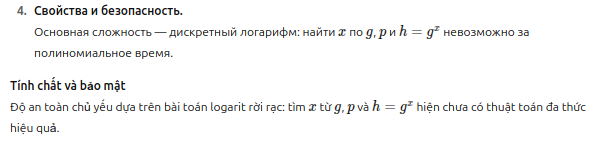 4. Свойства и безопасность.
Основная сложность — дискретный логарифм: найти x по g, p и h = g^x невозможно за
полиномиальное время.
Tính chất và bảo mật
Độ an toàn chủ yếu dựa trên bài toán logarit rời rạc: tìm x từ g, p và h = g^x hiện chưa có thuật toán đa thức
hiệu quả.